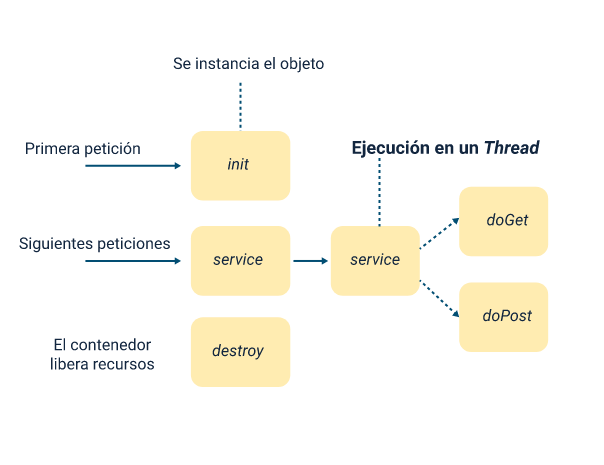 Se instancia el objeto
Primera petición
init
Ejecución en un Thread
Siguientes peticiones
service
service
doGet
doPost
El contenedor
libera recursos
destroy